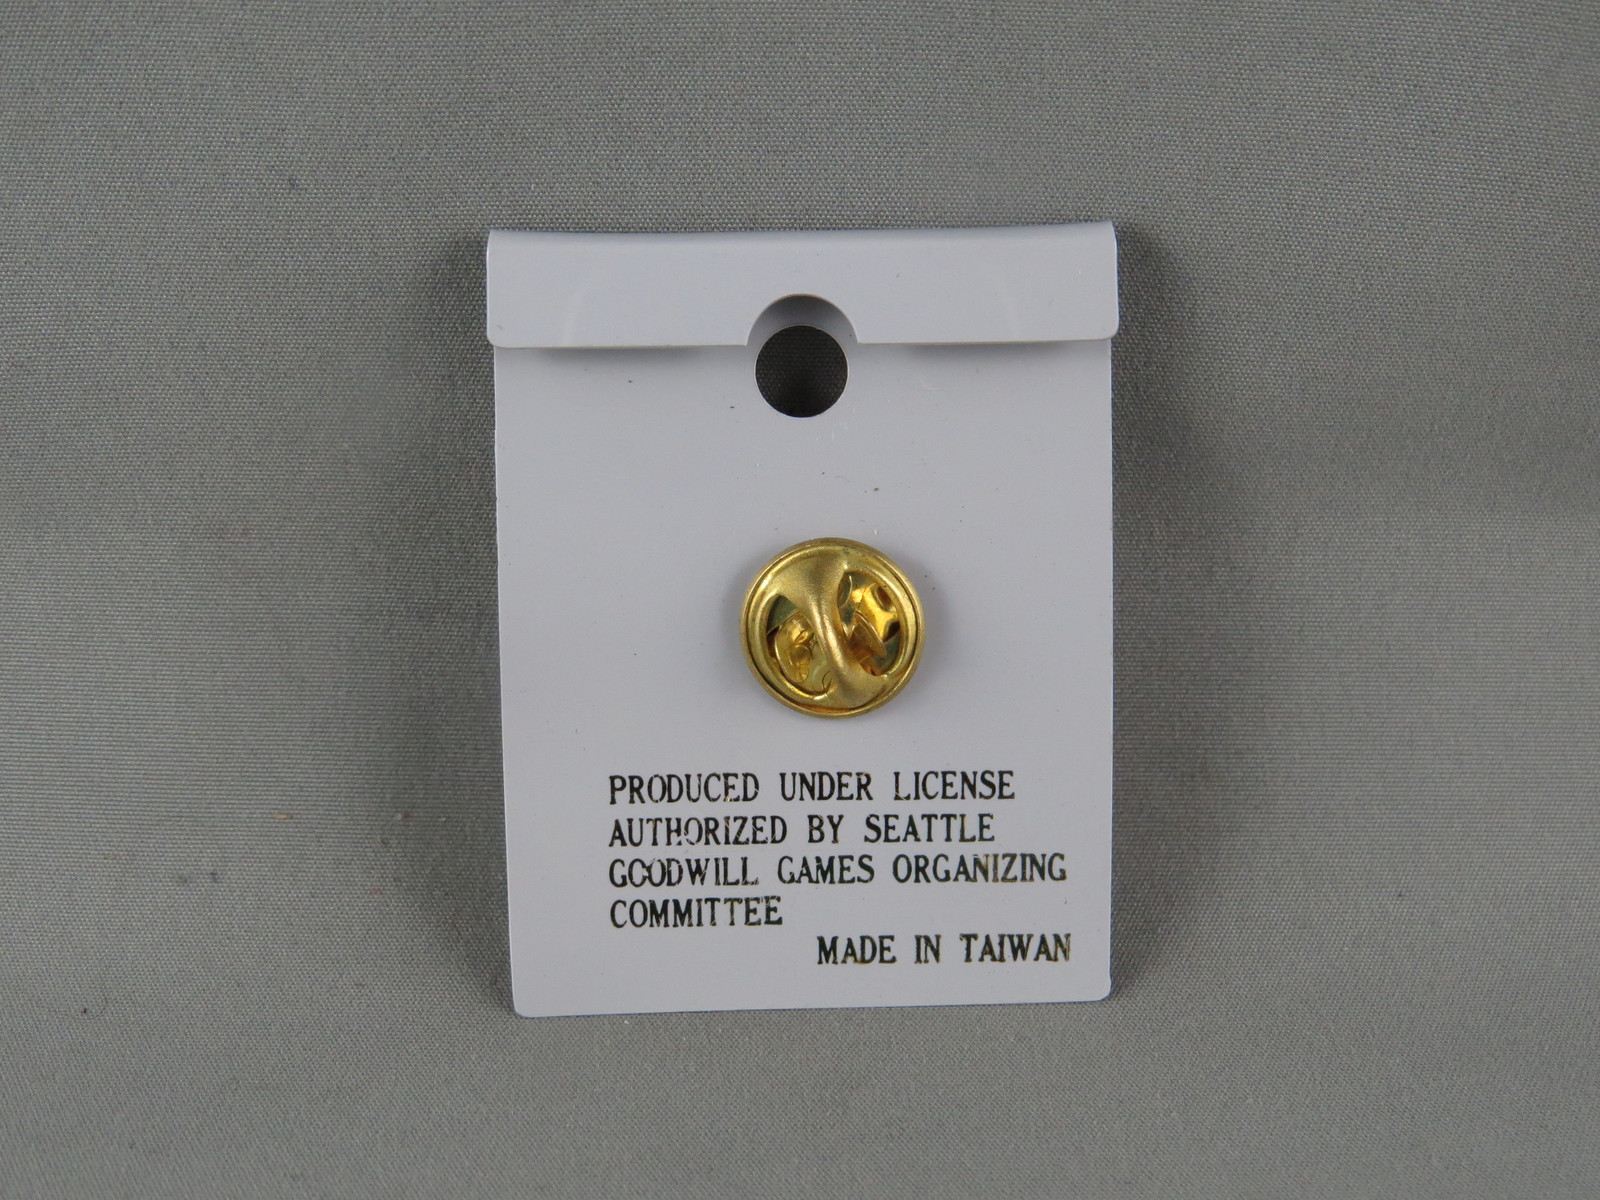 PRODUCED UNDER LICENSE
AUTHORIZED BY SEATTLE
GOODWILL GAMES ORGANIZING
COMMITTEE
MADE IN TAIWAN